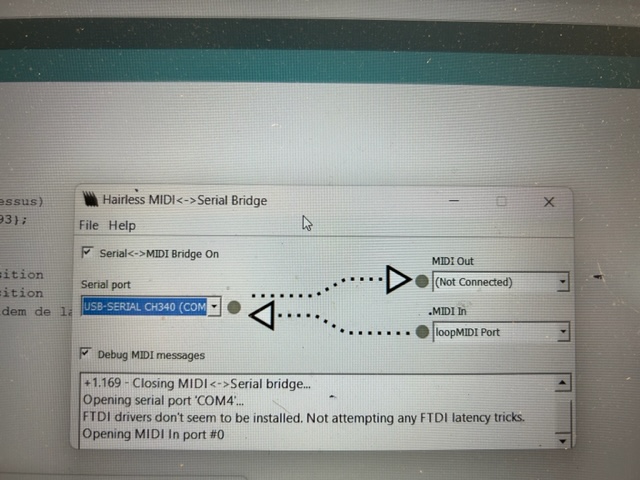 essus)
93};
sition
sition
idem de la
Hairless MIDI<->Serial Bridge
File Help
Serial<->MIDI Bridge On
Serial port
USB-SERIAL CH340 (COM
MIDI Out
(Not Connected)
MIDI In
loopMIDI Port
Debug MIDI messages
+1.169 - Closing MIDI<->Serial bridge...
Opening serial port 'COM4'...
FTDI drivers don't seem to be installed. Not attempting any FTDI latency tricks.
Opening MIDI In port #0